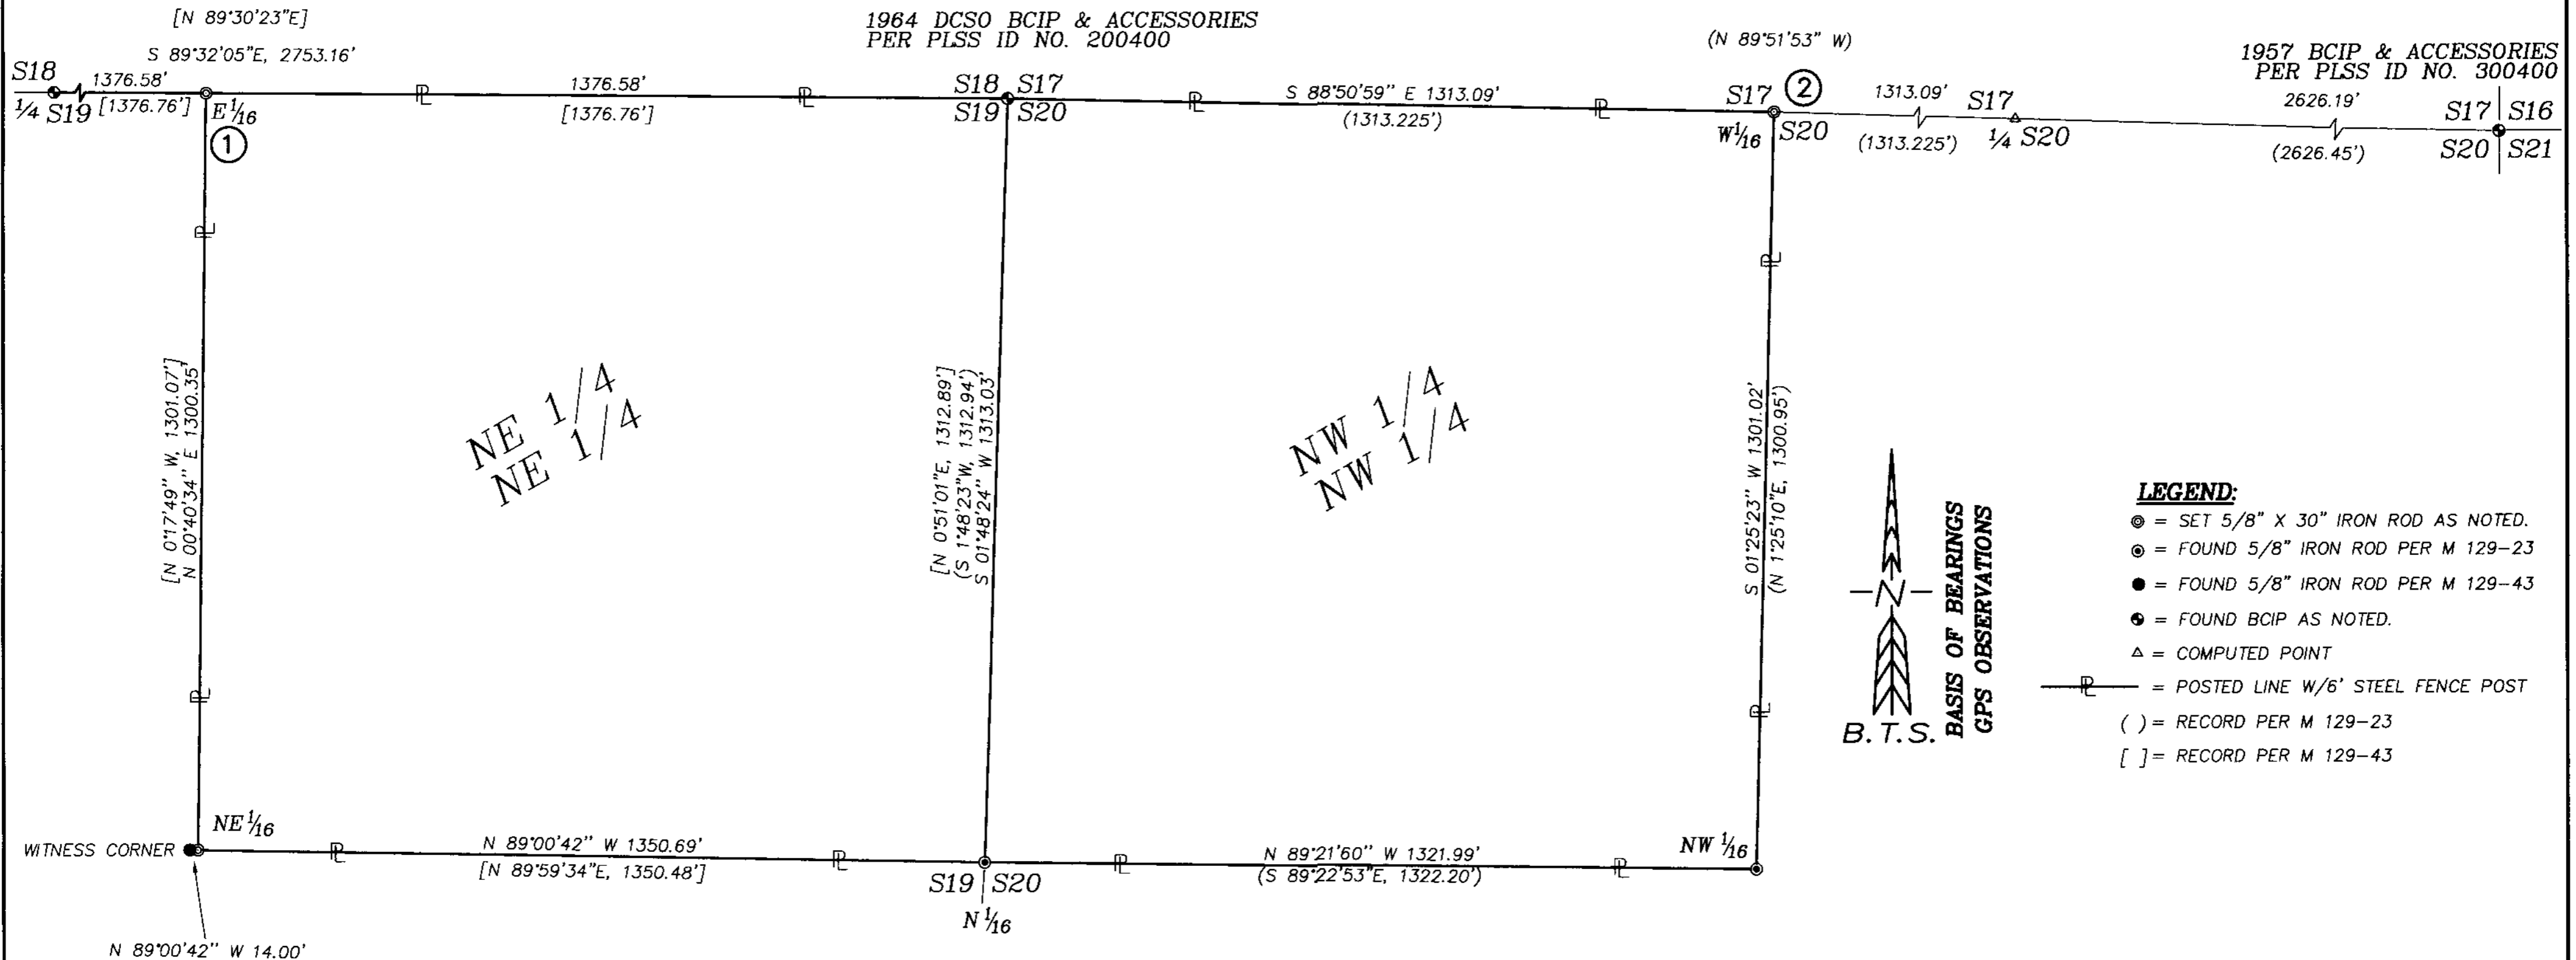 [N 89°30'23"E]
S 89°32'05"E, 2753.16'
1964 DCSO BCIP & ACCESSORIES
PER PLSS ID NO. 200400
(N 89°51'53" W)
1957 BCIP & ACCESSORIES
PER PLSS ID NO. 300400
S18
1/4 S19
1376.58'
[1376.76']
E 1/16
1
1376.58'
[1376.76']
S18 S17
S19 S20
S 88°50'59" E 1313.09'
(1313.225')
S17
W 1/16 S20
2
1313.09'
(1313.225')
S17
1/4 S20
2626.19'
(2626.45')
S17 S16
S20 S21
[N 0°17'49" W, 1301.07']
N 00°40'34" E 1300.35'
NE 1/4
NE 1/4
[N 0°51'01"E, 1312.89']
(S 1°48'23"W, 1312.94')
S 01°48'24" W 1313.03'
NW 1/4
NW 1/4
S 01°25'23" W 1301.02'
(N 1°25'10"E, 1300.95')
N
B.T.S.
BASIS OF BEARINGS
GPS OBSERVATIONS
LEGEND:
= SET 5/8" X 30" IRON ROD AS NOTED.
= FOUND 5/8" IRON ROD PER M 129-23
= FOUND 5/8" IRON ROD PER M 129-43
= FOUND BCIP AS NOTED.
= COMPUTED POINT
PL = POSTED LINE W/6' STEEL FENCE POST
( )= RECORD PER M 129-23
[ ]= RECORD PER M 129-43
WITNESS CORNER
NE 1/16
N 89°00'42" W 1350.69'
[N 89°59'34"E, 1350.48']
S19 S20
N 1/16
N 89°21'60" W 1321.99'
(S 89°22'53"E, 1322.20')
NW 1/16
N 89°00'42" W 14.00'